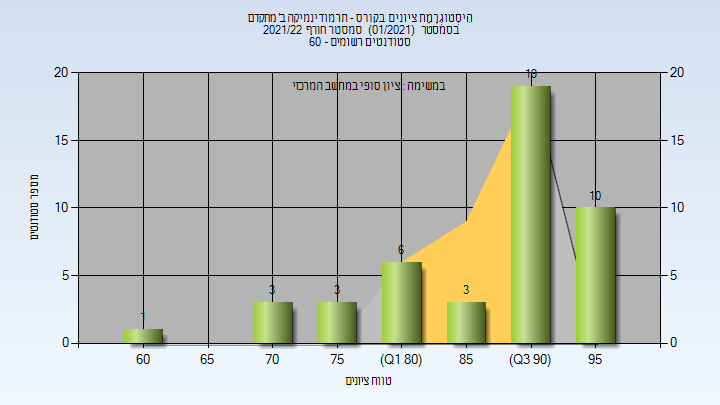 היסטוגרמת ציונים בקורס - תרמודינמיקה ב' מתקדם
בסמסטר (01/2021) סמסטר חורף 2021/22
סטודנטים רשומים - 60
במשימה : ציון סופי במחשב המרכזי
20 20
15 15
10 10
5 5
0 0
1 3 3 6 3 19 10
60 65 70 75 (Q1 80) 85 (Q3 90) 95
מספר סטודנטים
טווח ציונים